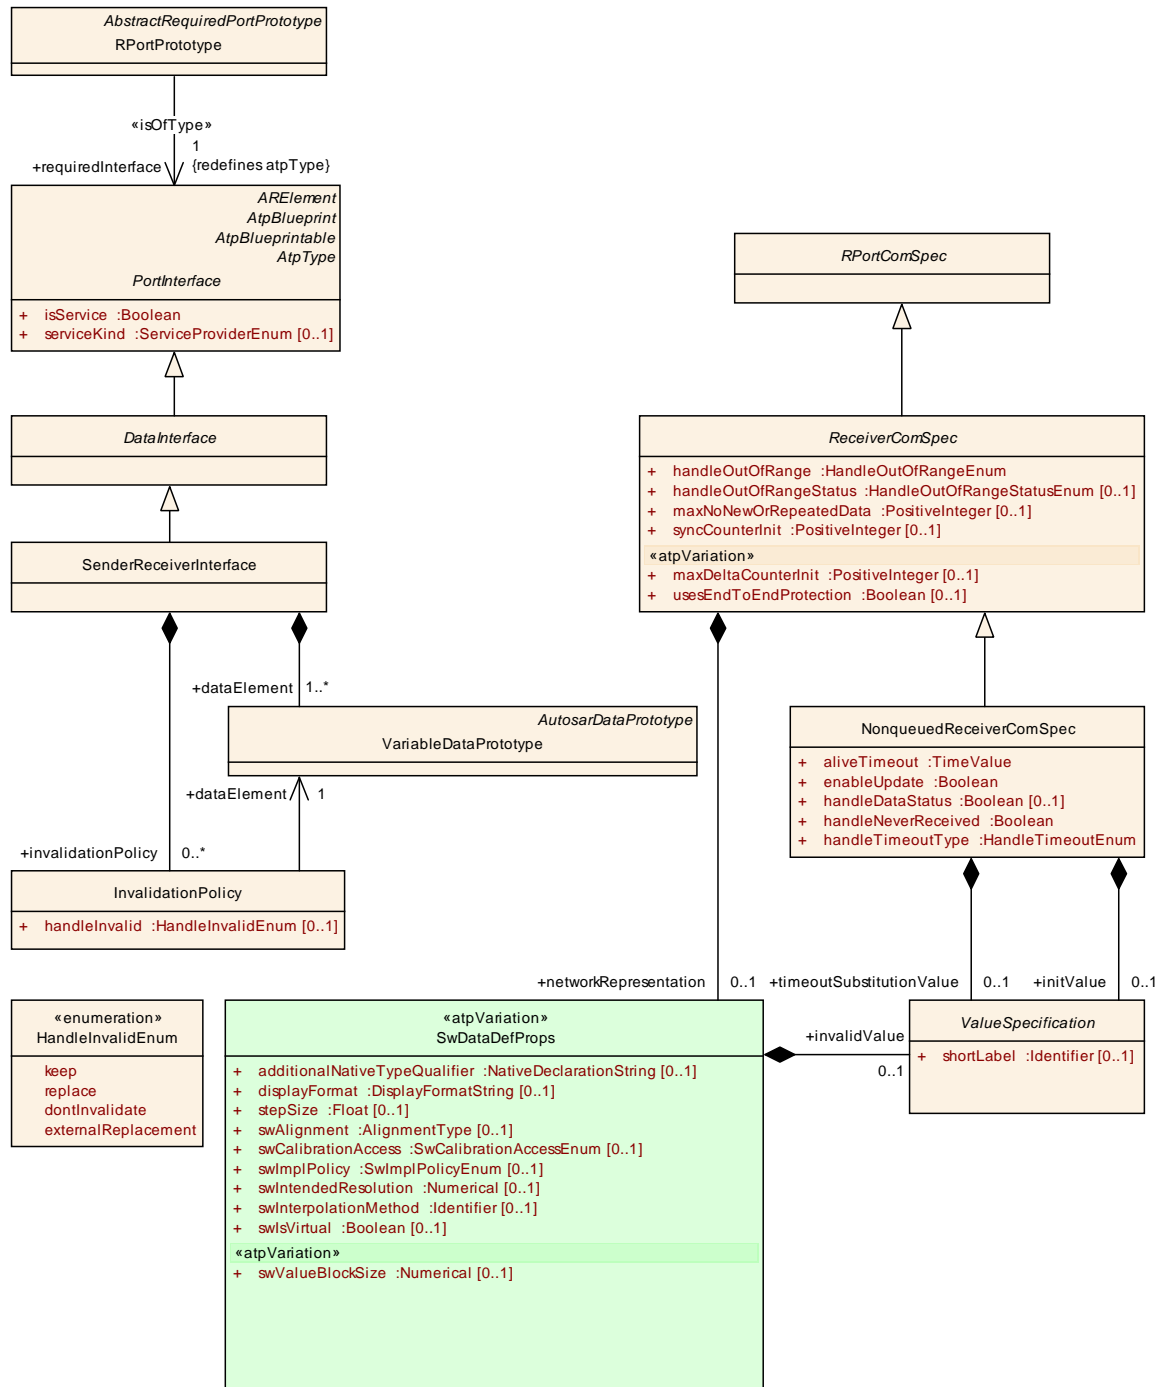 AbstractRequiredPortPrototype
RPortPrototype
«isOfType»
1
+requiredInterface
{redefines atpType}
ARElement
AtpBlueprint
AtpBlueprintable
AtpType
PortInterface
+ isService :Boolean
+ serviceKind :ServiceProviderEnum [0..1]
DataInterface
SenderReceiverInterface
+dataElement 1..*
AutosarDataPrototype
VariableDataPrototype
+dataElement 1
+invalidationPolicy 0..*
InvalidationPolicy
+ handleInvalid :HandleInvalidEnum [0..1]
«enumeration»
HandleInvalidEnum
keep
replace
dontInvalidate
externalReplacement
RPortComSpec
ReceiverComSpec
+ handleOutOfRange :HandleOutOfRangeEnum
+ handleOutOfRangeStatus :HandleOutOfRangeStatusEnum [0..1]
+ maxNoNewOrRepeatedData :PositiveInteger [0..1]
+ syncCounterInit :PositiveInteger [0..1]
«atpVariation»
+ maxDeltaCounterInit :PositiveInteger [0..1]
+ usesEndToEndProtection :Boolean [0..1]
NonqueuedReceiverComSpec
+ aliveTimeout :TimeValue
+ enableUpdate :Boolean
+ handleDataStatus :Boolean [0..1]
+ handleNeverReceived :Boolean
+ handleTimeoutType :HandleTimeoutEnum
+networkRepresentation 0..1
+timeoutSubstitutionValue 0..1
+initValue 0..1
«atpVariation»
SwDataDefProps
+ additionalNativeTypeQualifier :NativeDeclarationString [0..1]
+ displayFormat :DisplayFormatString [0..1]
+ stepSize :Float [0..1]
+ swAlignment :AlignmentType [0..1]
+ swCalibrationAccess :SwCalibrationAccessEnum [0..1]
+ swImplPolicy :SwImplPolicyEnum [0..1]
+ swIntendedResolution :Numerical [0..1]
+ swInterpolationMethod :Identifier [0..1]
+ swIsVirtual :Boolean [0..1]
«atpVariation»
+ swValueBlockSize :Numerical [0..1]
+invalidValue
0..1
ValueSpecification
+ shortLabel :Identifier [0..1]